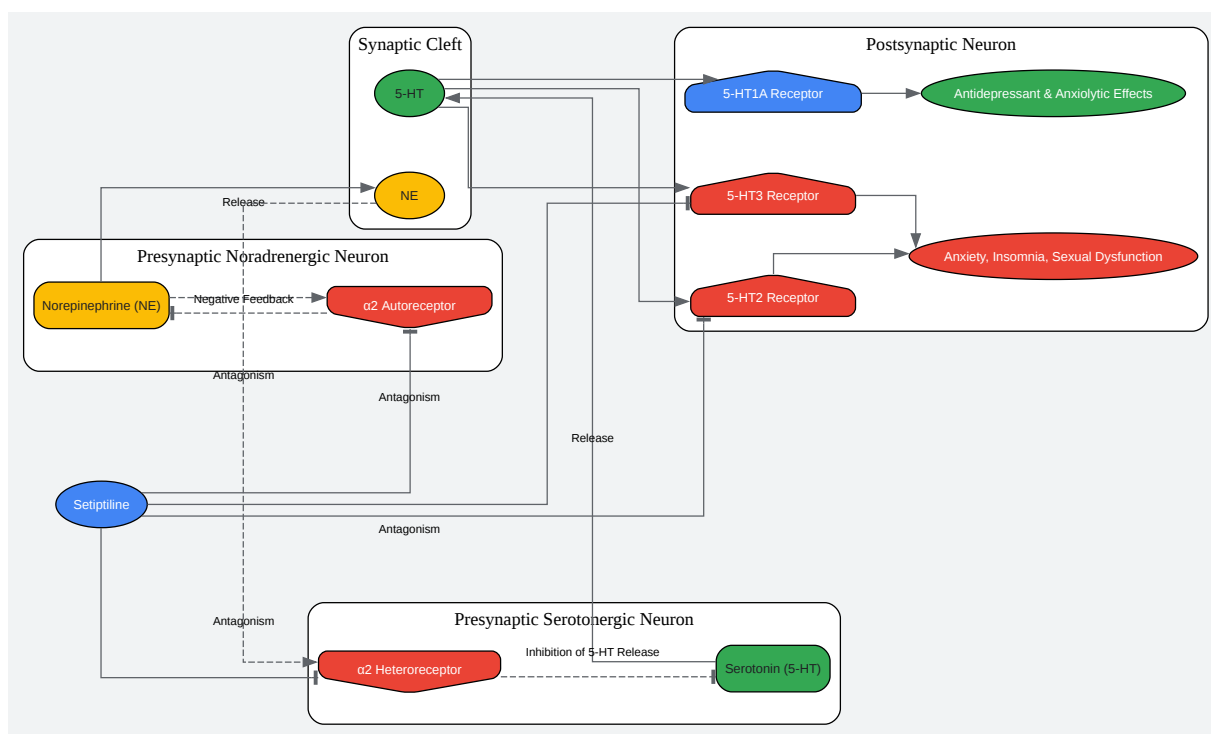 Synaptic Cleft
Postsynaptic Neuron
5-HT
5-HT1A Receptor
Antidepressant & Anxiolytic Effects
NE
5-HT3 Receptor
Release
Presynaptic Noradrenergic Neuron
Anxiety, Insomnia, Sexual Dysfunction
Norepinephrine (NE)
Negative Feedback
α2 Autoreceptor
5-HT2 Receptor
Antagonism
Antagonism
Release
Setiptiline
Antagonism
Antagonism
Presynaptic Serotonergic Neuron
Inhibition of 5-HT Release
α2 Heteroreceptor
Serotonin (5-HT)